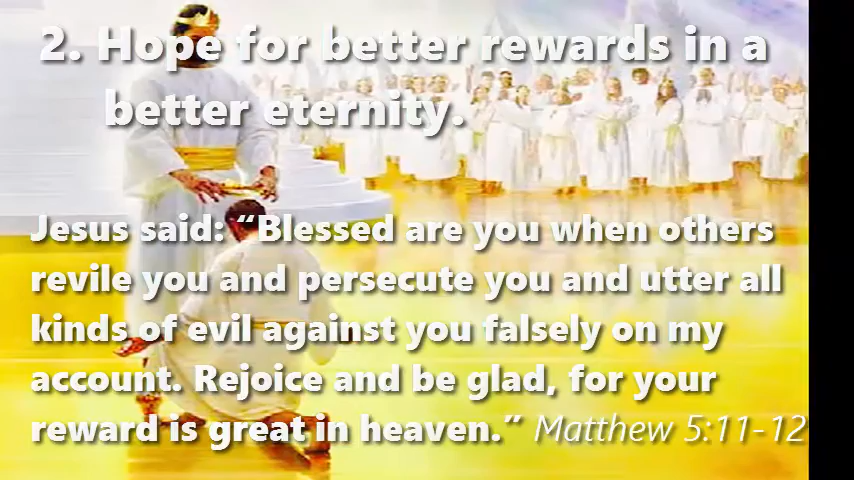 2. Hope for better rewards in a
better eternity.
Jesus said: “Blessed are you when others
revile you and persecute you and utter all
kinds of evil against you falsely on my
account. Rejoice and be glad, for your
reward is great in heaven.” Matthew 5:11-12